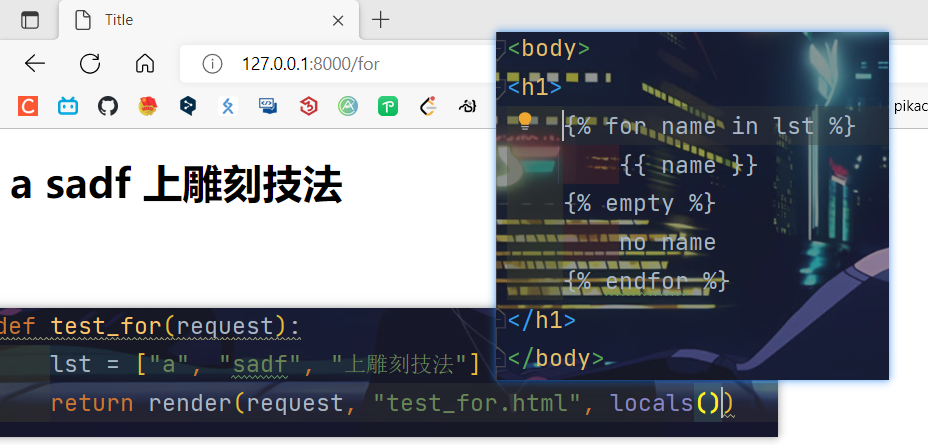 Title
127.0.0.1:8000/for
pikac
a sadf 上雕刻技法
<body>
<h1>
{% for name in lst %}
{{ name }}
{% empty %}
no name
{% endfor %}
</h1>
</body>
def test_for(request):
lst = ["a", "sadf", "上雕刻技法"]
return render(request, "test_for.html", locals())